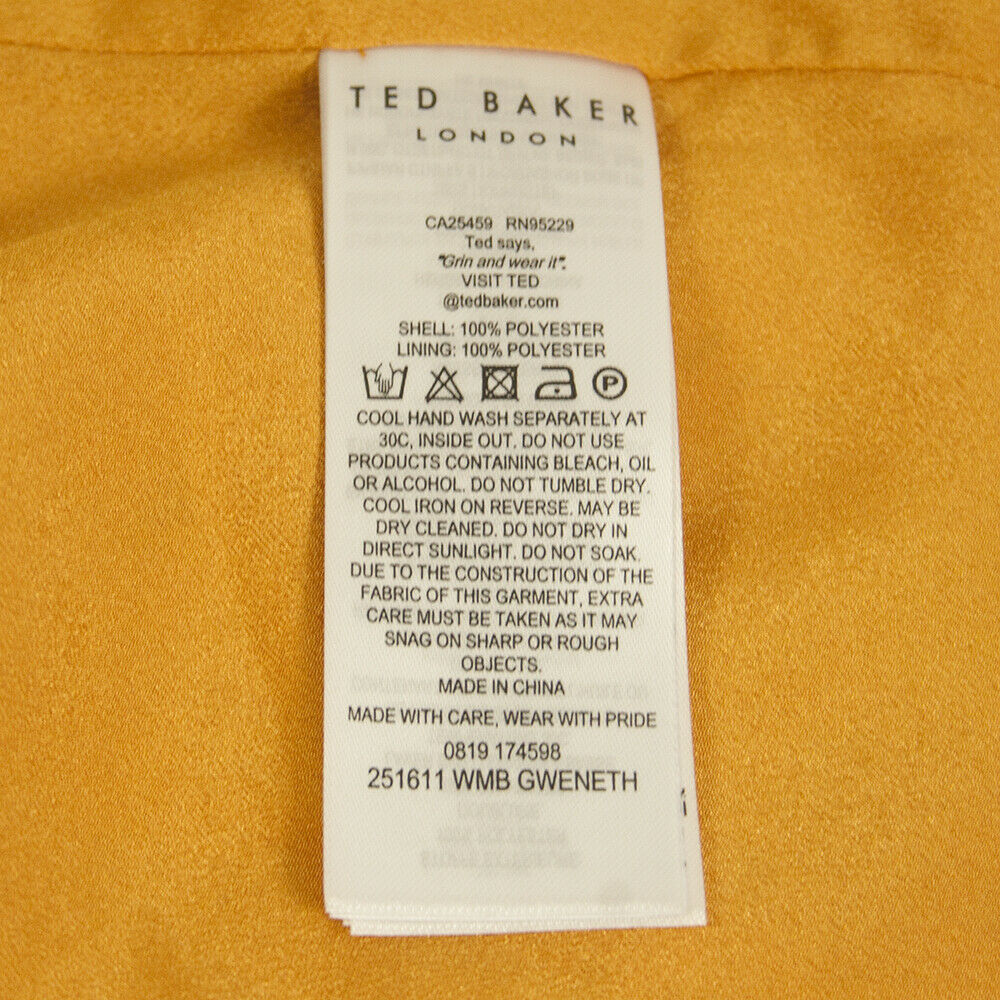 TED BAKER
LONDON
CA25459 RN95229
Ted says,
"Grin and wear it".
VISIT TED
@tedbaker.com
SHELL: 100% POLYESTER
LINING: 100% POLYESTER
P
COOL HAND WASH SEPARATELY AT
30C, INSIDE OUT. DO NOT USE
PRODUCTS CONTAINING BLEACH, OIL
OR ALCOHOL. DO NOT TUMBLE DRY.
COOL IRON ON REVERSE. MAY BE
DRY CLEANED. DO NOT DRY IN
DIRECT SUNLIGHT. DO NOT SOAK.
DUE TO THE CONSTRUCTION OF THE
FABRIC OF THIS GARMENT, EXTRA
CARE MUST BE TAKEN AS IT MAY
SNAG ON SHARP OR ROUGH
OBJECTS.
MADE IN CHINA
MADE WITH CARE, WEAR WITH PRIDE
0819 174598
251611 WMB GWENETH